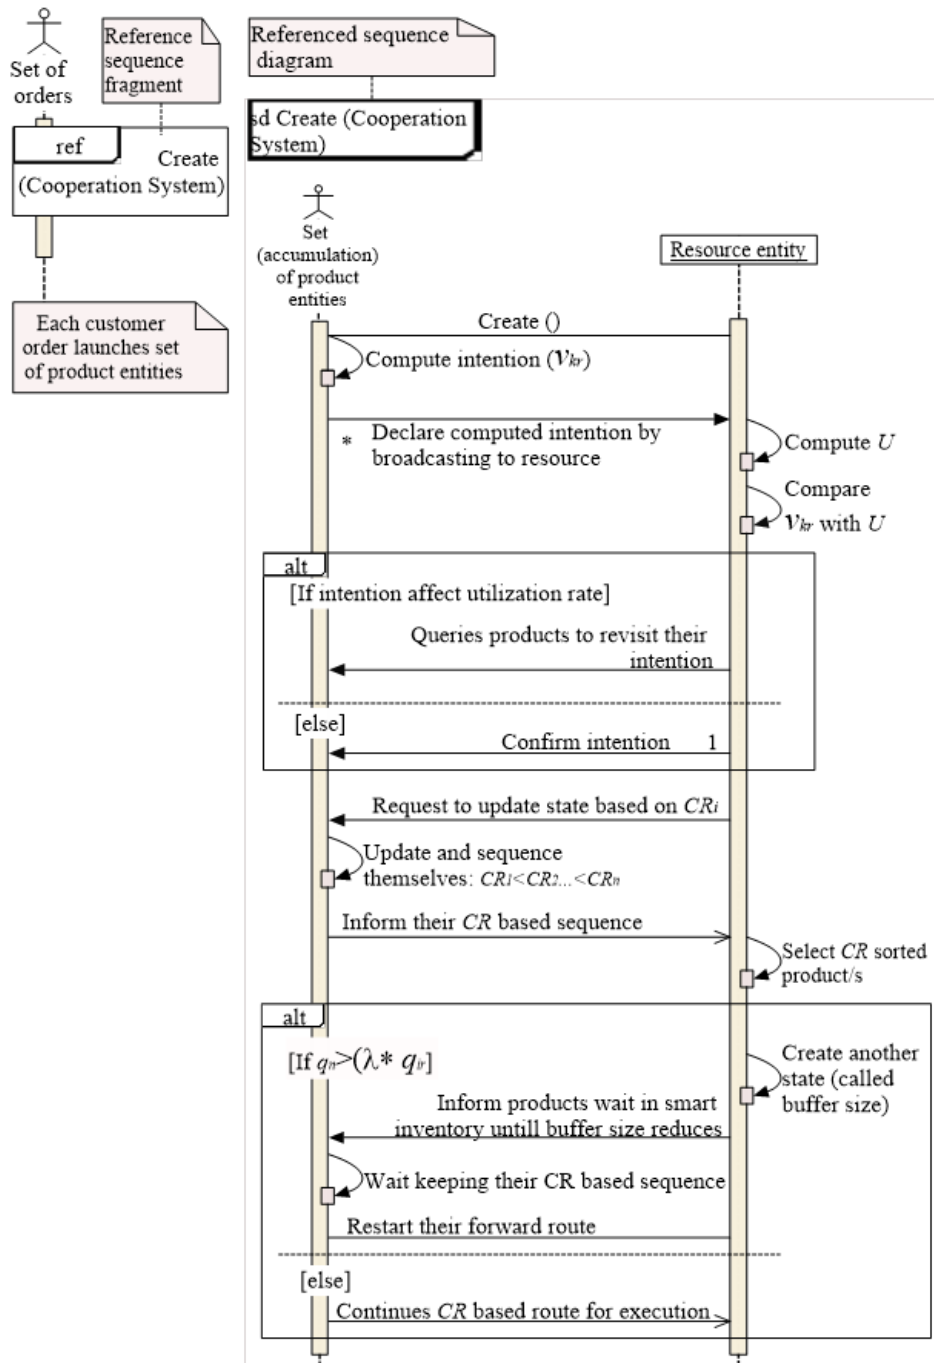 Set of
orders
Reference
sequence
fragment
ref
Create
(Cooperation System)
Each customer
order launches set
of product entities
Referenced sequence
diagram
sd Create (Cooperation
System)
Set
(accumulation)
of product
entities
Resource entity
Create ()
Compute intention (Vkr)
* Declare computed intention by
broadcasting to resource
Compute U
Compare
Vkr with U
alt
[If intention affect utilization rate]
Queries products to revisit their
intention
[else]
Confirm intention 1
Request to update state based on CRi
Update and sequence
themselves: CR1<CR2...<CRn
Inform their CR based sequence
Select CR sorted
product/s
alt
[If qn>(λ* qir]
Create another
state (called
buffer size)
Inform products wait in smart
inventory untill buffer size reduces
Wait keeping their CR based sequence
Restart their forward route
[else]
Continues CR based route for execution